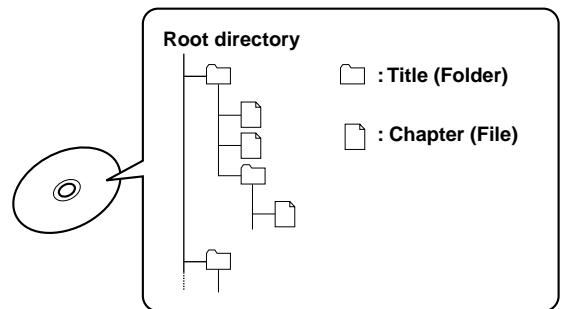 Root directory
: Title (Folder)
: Chapter (File)